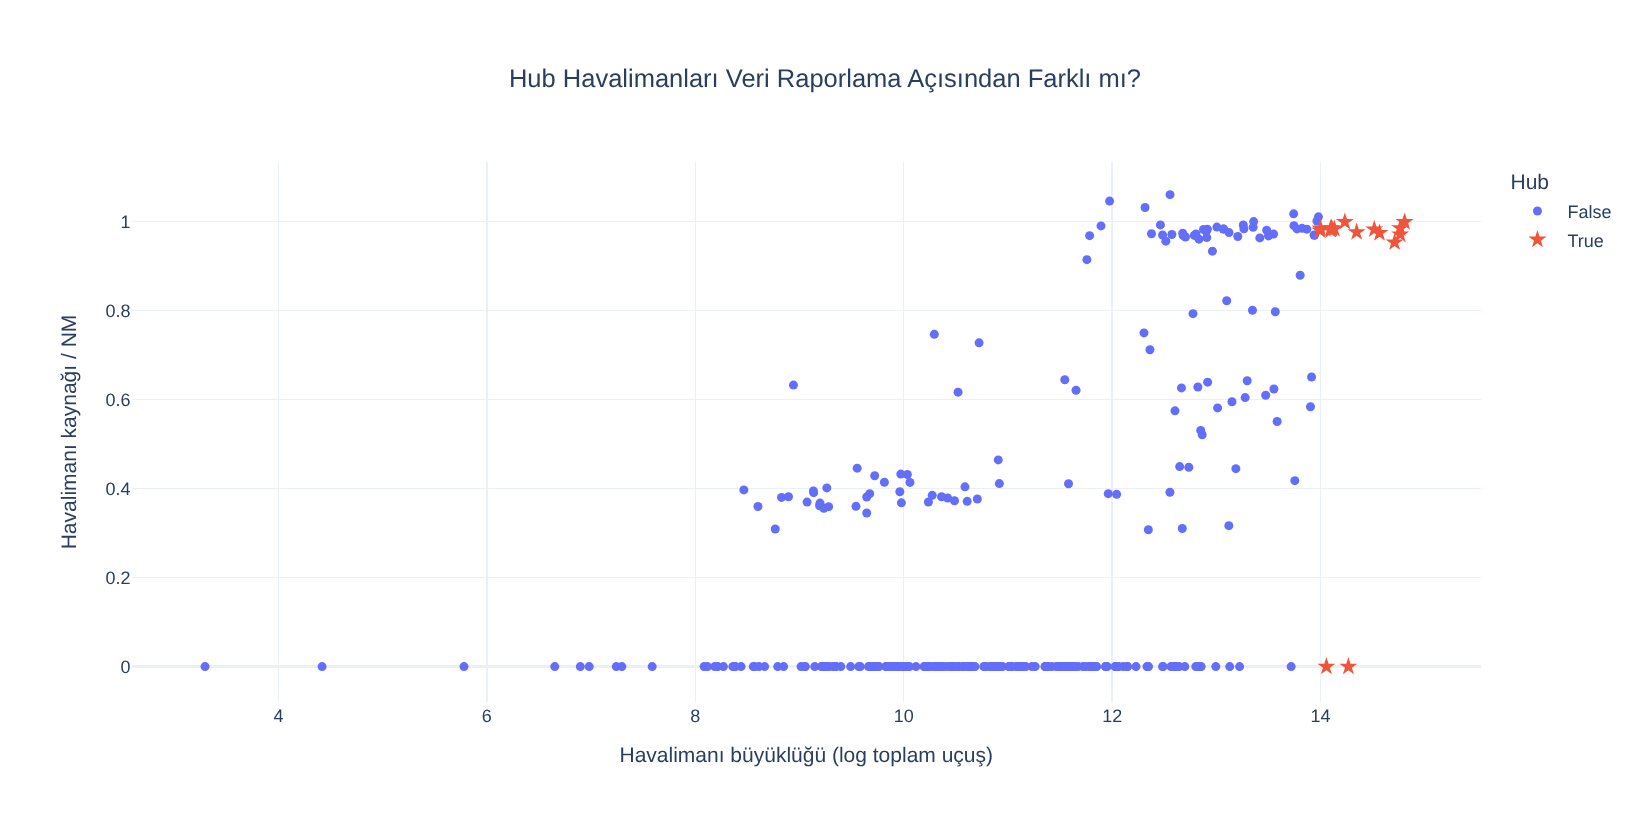 Hub Havalimanları Veri Raporlama Açısından Farklı mı?
Hub
False
True
Havalimanı kaynağı / NM
1
0.8
0.6
0.4
0.2
0
4
6
8
10
12
14
Havalimanı büyüklüğü (log toplam uçuş)